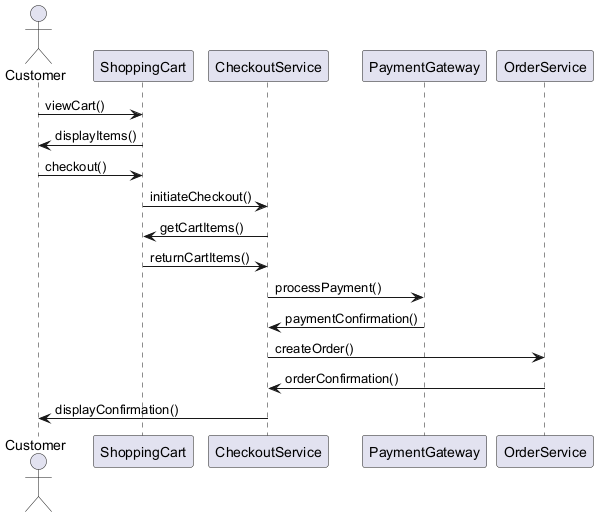 Customer
ShoppingCart
CheckoutService
PaymentGateway
OrderService
viewCart()
displayItems()
checkout()
initiateCheckout()
getCartItems()
returnCartItems()
processPayment()
paymentConfirmation()
createOrder()
orderConfirmation()
displayConfirmation()
Customer
ShoppingCart
CheckoutService
PaymentGateway
OrderService